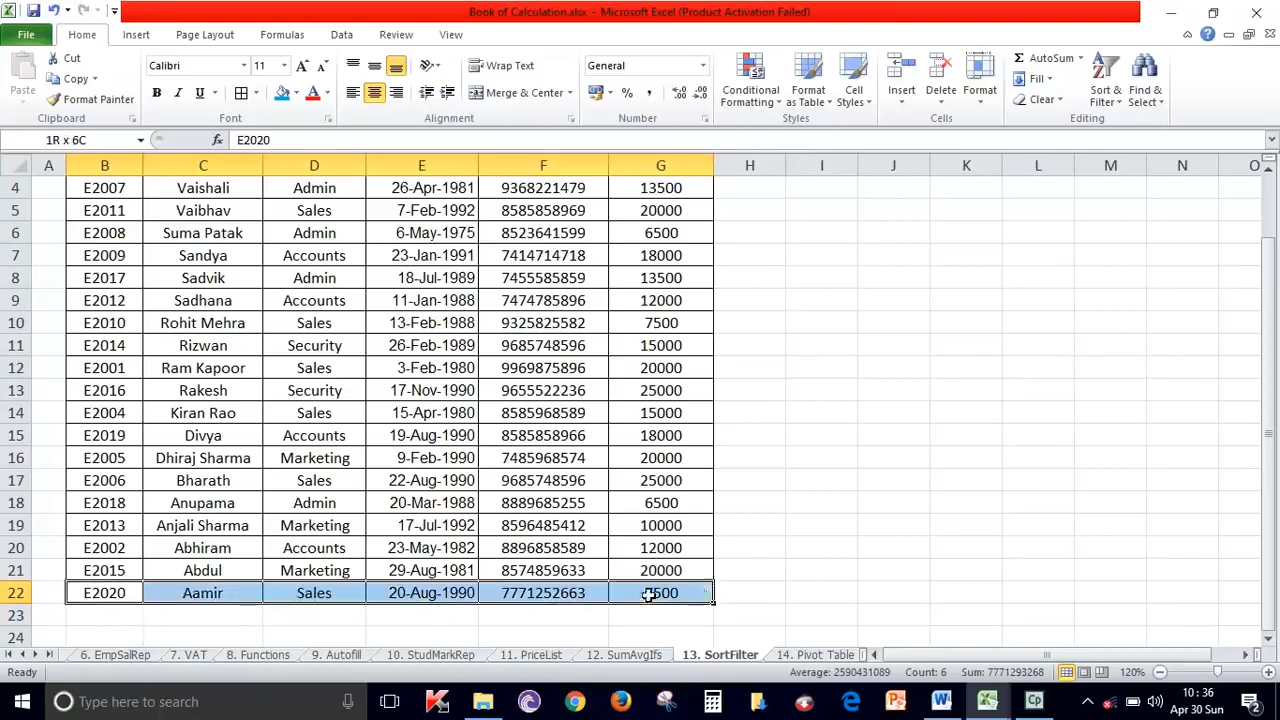 Book of Calculation.xlsx - Microsoft Excel (Product Activation Failed)
File Home Insert Page Layout Formulas Data Review View
Paste
Cut
Copy
Format Painter
Clipboard
Calibri 11
B I U A
Font
Wrap Text
Merge & Center
Alignment
General
%
Number
Conditional Formatting
Format as Table
Cell Styles
Styles
Insert
Delete
Format
Cells
AutoSum
Fill
Clear
Sort & Filter
Find & Select
Editing
1R x 6C fx E2020
A B C D E F G H I J K L M N O
4 E2007 Vaishali Admin 26-Apr-1981 9368221479 13500
5 E2011 Vaibhav Sales 7-Feb-1992 8585858969 20000
6 E2008 Suma Patak Admin 6-May-1975 8523641599 6500
7 E2009 Sandya Accounts 23-Jan-1991 7414714718 18000
8 E2017 Sadvik Admin 18-Jul-1989 7455585859 13500
9 E2012 Sadhana Accounts 11-Jan-1988 7474785896 12000
10 E2010 Rohit Mehra Sales 13-Feb-1988 9325825582 7500
11 E2014 Rizwan Security 26-Feb-1989 9685748596 15000
12 E2001 Ram Kapoor Sales 3-Feb-1980 9969875896 20000
13 E2016 Rakesh Security 17-Nov-1990 9655522236 25000
14 E2004 Kiran Rao Sales 15-Apr-1980 8585968589 15000
15 E2019 Divya Accounts 19-Aug-1990 8585858966 18000
16 E2005 Dhiraj Sharma Marketing 9-Feb-1990 7485968574 20000
17 E2006 Bharath Sales 22-Aug-1990 9685748596 25000
18 E2018 Anupama Admin 20-Mar-1988 8889685255 6500
19 E2013 Anjali Sharma Marketing 17-Jul-1992 8596485412 10000
20 E2002 Abhiram Accounts 23-May-1982 8896858589 12000
21 E2015 Abdul Marketing 29-Aug-1981 8574859633 20000
22 E2020 Aamir Sales 20-Aug-1990 7771252663
23
24
6. EmpSalRep 7. VAT 8. Functions 9. Autofill 10. StudMarkRep 11. PriceList 12. SumAvgIfs 13. SortFilter 14. Pivot Table
Ready Average: 2590431089 Count: 6 Sum: 7771293268 120%
Type here to search
10:36
Apr 30 Sun